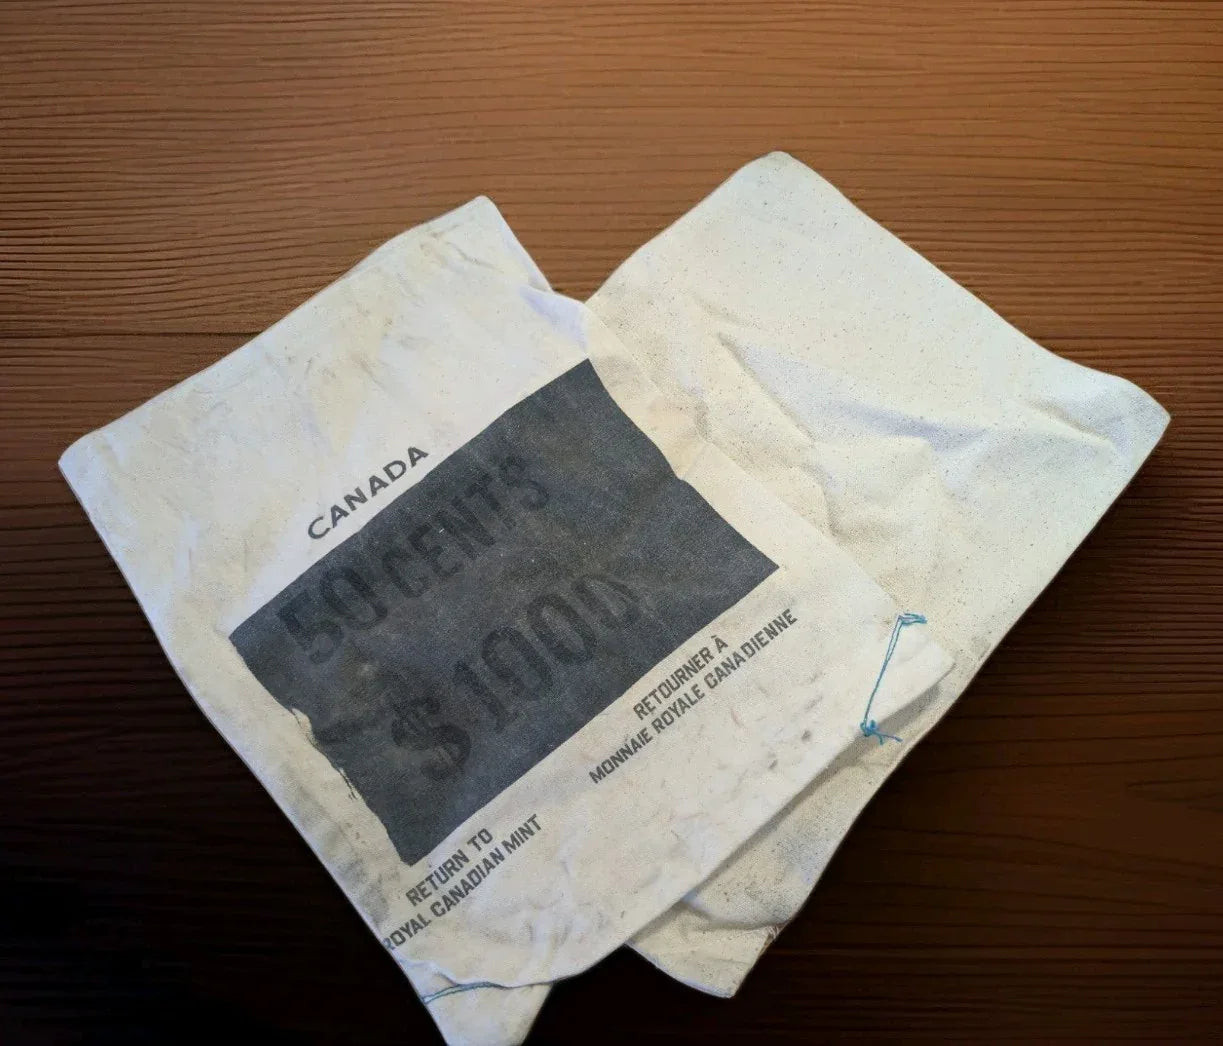 CANADA
50 CENTS
$ 1000
RETOURNER À
MONNAIE ROYALE CANADIENNE
RETURN TO
ROYAL CANADIAN MINT